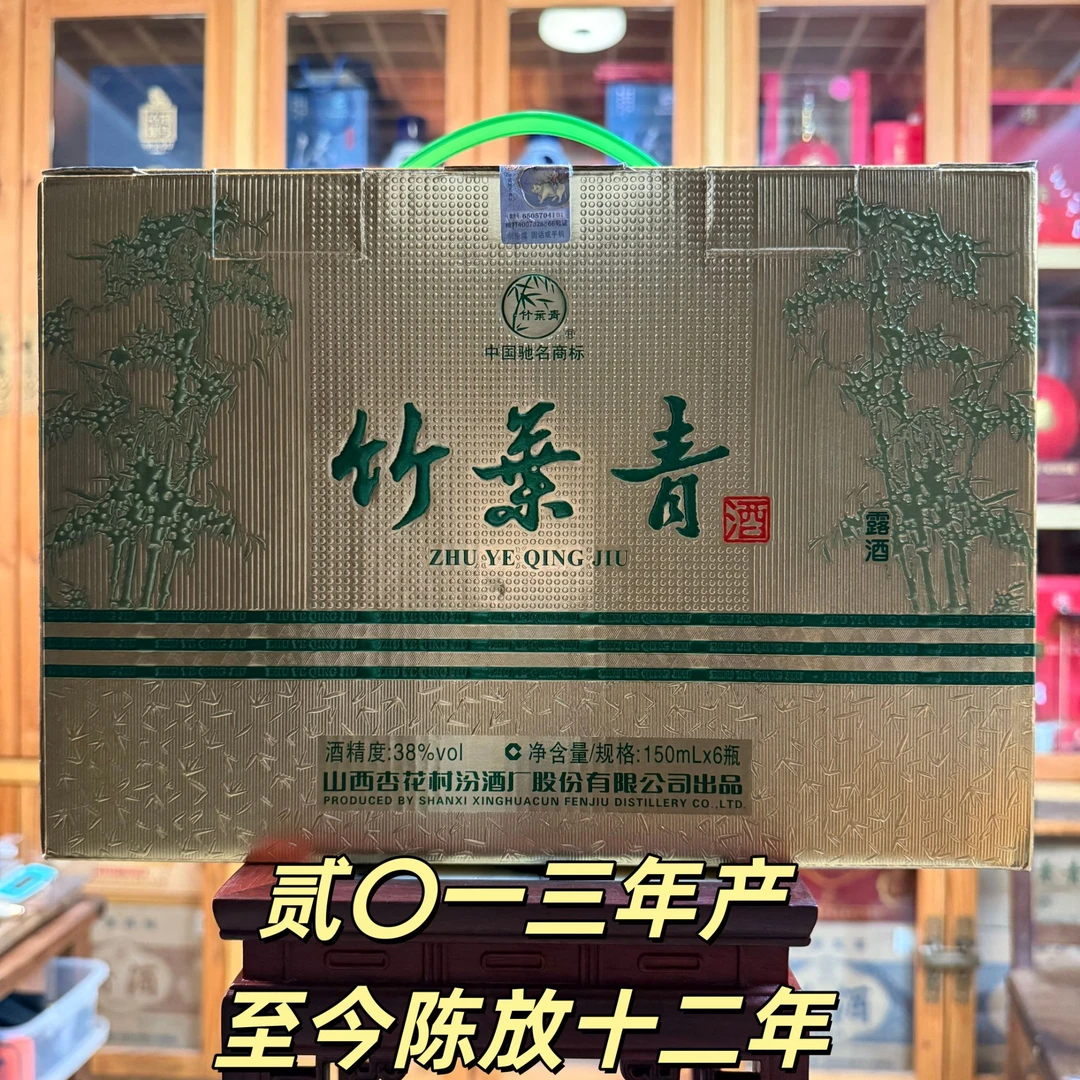 竹葉青
中国驰名商标
竹葉青
酒
露酒
ZHU YE QING JIU
酒精度:38%vol 净含量/规格:150mLx6瓶
山西杏花村汾酒厂股份有限公司出品
PRODUCED BY SHANXI XINGHUACUN FENJIU DISTILLERY CO.,LTD.
贰〇一三年产
至今陈放十二年